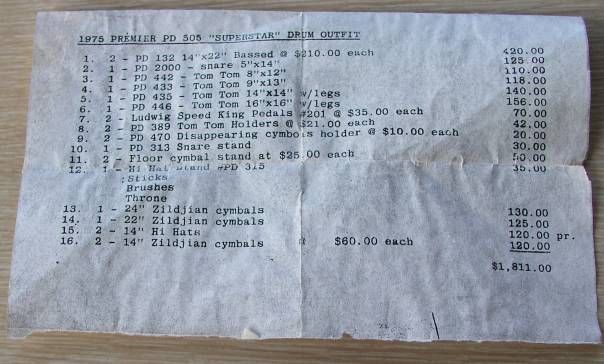 1975 PREMIER PD 505 "SUPERSTAR" DRUM OUTFIT
1. 2 - PD 132 14"x22" Bassed @ $210.00 each 420.00
2. 1 - PD 2000 - snare 5"x14" 125.00
3. 1 - PD 442 - Tom Tom 8"x12" 110.00
4. 1 - PD 433 - Tom Tom 9"x13" 118.00
5. 1 - PD 435 - Tom Tom 14"x14" w/legs 140.00
6. 1 - PD 446 - Tom Tom 16"x16" w/legs 156.00
7. 2 - Ludwig Speed King Pedals #201 @ $35.00 each 70.00
8. 2 - PD 389 Tom Tom Holders @ $21.00 each 42.00
9. 2 - PD 470 Disappearing cymbols holder @ $10.00 each 20.00
10. 1 - PD 313 Snare stand 30.00
11. 2 - Floor cymbal stand at $25.00 each 50.00
12. 1 - Hi Hat stand #PD 315 35.00
Sticks
Brushes
Throne
13. 1 - 24" Zildjian cymbals 130.00
14. 1 - 22" Zildjian cymbals 125.00
15. 2 - 14" Hi Hats 120.00 pr.
16. 2 - 14" Zildjian cymbals @ $60.00 each 120.00
$1,811.00